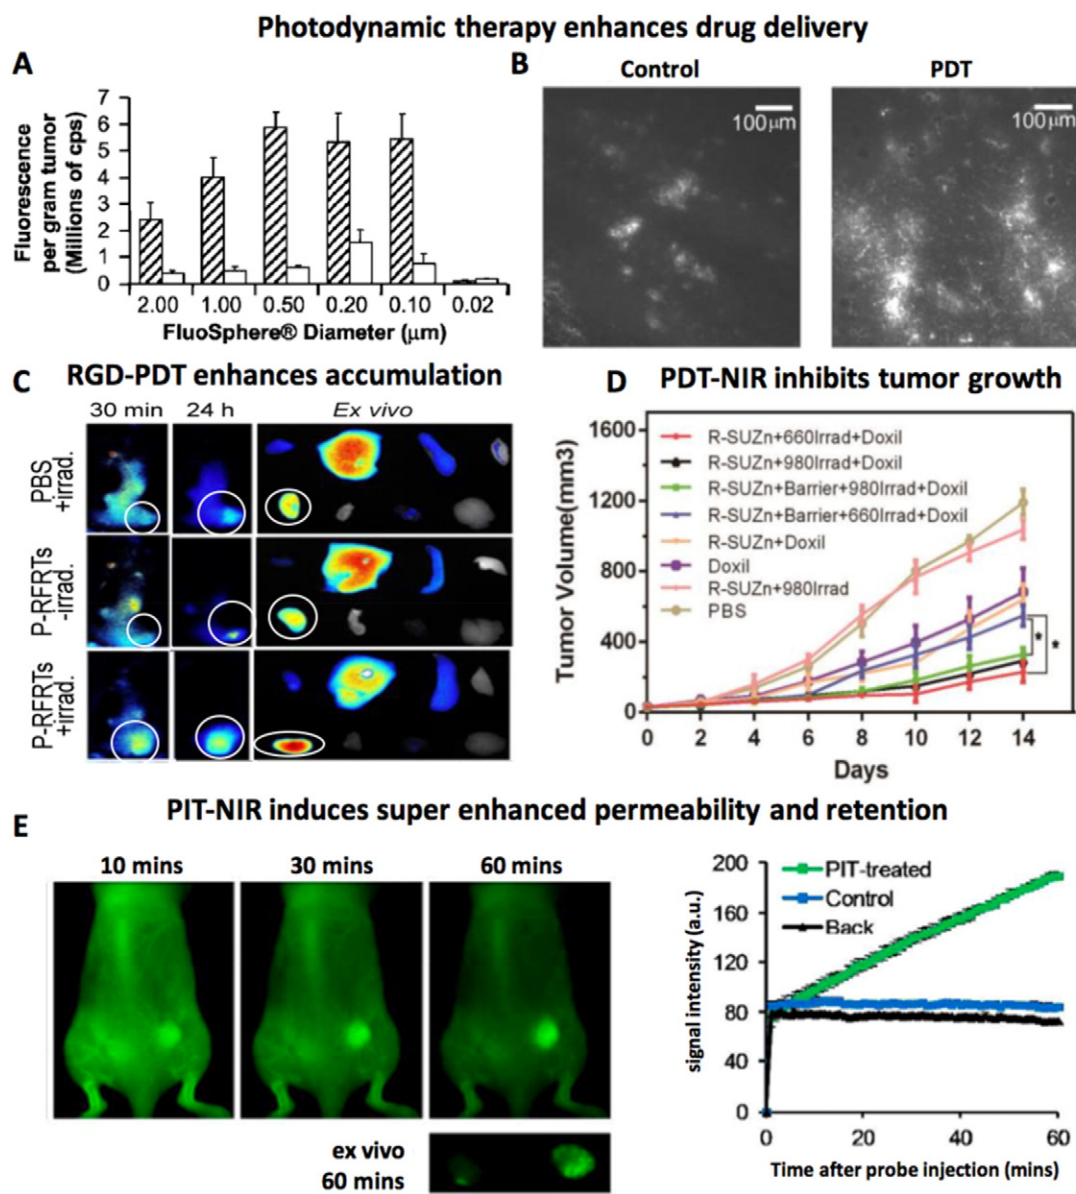 Photodynamic therapy enhances drug delivery
A
Fluorescence
per gram tumor
(Millions of cps)
7
6
5
4
3
2
1
0
2.00 1.00 0.50 0.20 0.10 0.02
FluoSphere® Diameter (μm)
B
Control PDT
100μm 100μm
C RGD-PDT enhances accumulation
30 min 24 h Ex vivo
PBS
+irrad.
P-RFRTs
-irrad.
P-RFRTs
+irrad.
D PDT-NIR inhibits tumor growth
Tumor Volume(mm3)
1600
1200
800
400
0
R-SUZn+660Irrad+Doxil
R-SUZn+980Irrad+Doxil
R-SUZn+Barrier+980Irrad+Doxil
R-SUZn+Barrier+660Irrad+Doxil
R-SUZn+Doxil
Doxil
R-SUZn+980Irrad
PBS
* *
0 2 4 6 8 10 12 14
Days
E PIT-NIR induces super enhanced permeability and retention
10 mins 30 mins 60 mins
ex vivo
60 mins
signal intensity (a.u.)
200
160
120
80
40
0
PIT-treated
Control
Back
0 20 40 60
Time after probe injection (mins)